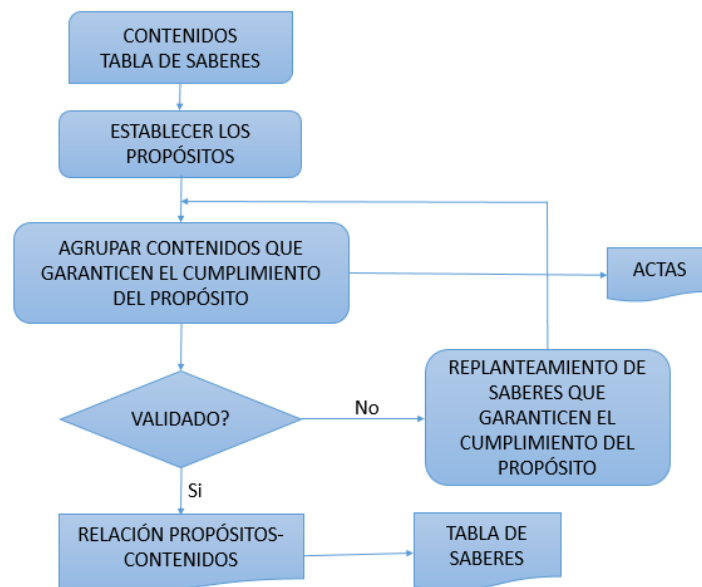 CONTENIDOS
TABLA DE SABERES
ESTABLECER LOS
PROPÓSITOS
AGRUPAR CONTENIDOS QUE
GARANTICEN EL CUMPLIMIENTO
DEL PROPÓSITO
ACTAS
VALIDADO?
No
REPLANTEAMIENTO DE
SABERES QUE
GARANTICEN EL
CUMPLIMIENTO DEL
PROPÓSITO
Si
RELACIÓN PROPÓSITOS-
CONTENIDOS
TABLA DE
SABERES